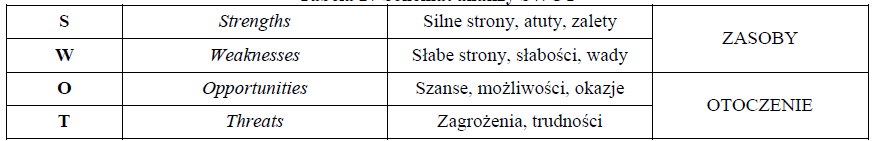 S Strengths Silne strony, atuty, zalety
ZASOBY
W Weaknesses Słabe strony, słabości, wady
O Opportunities Szanse, możliwości, okazje
OTOCZENIE
T Threats Zagrożenia, trudności